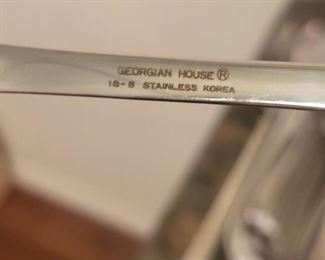 GEORGIAN HOUSE ®
18-8 STAINLESS KOREA